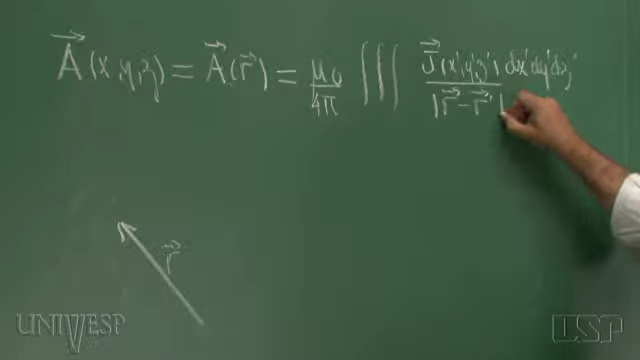 A⃗(x,y,z) = A⃗(r⃗) = μ₀/4π ∫∫∫ J⃗(x',y',z') dx'dy'dz' / |r⃗-r⃗'|
r⃗
UNIVESP USP